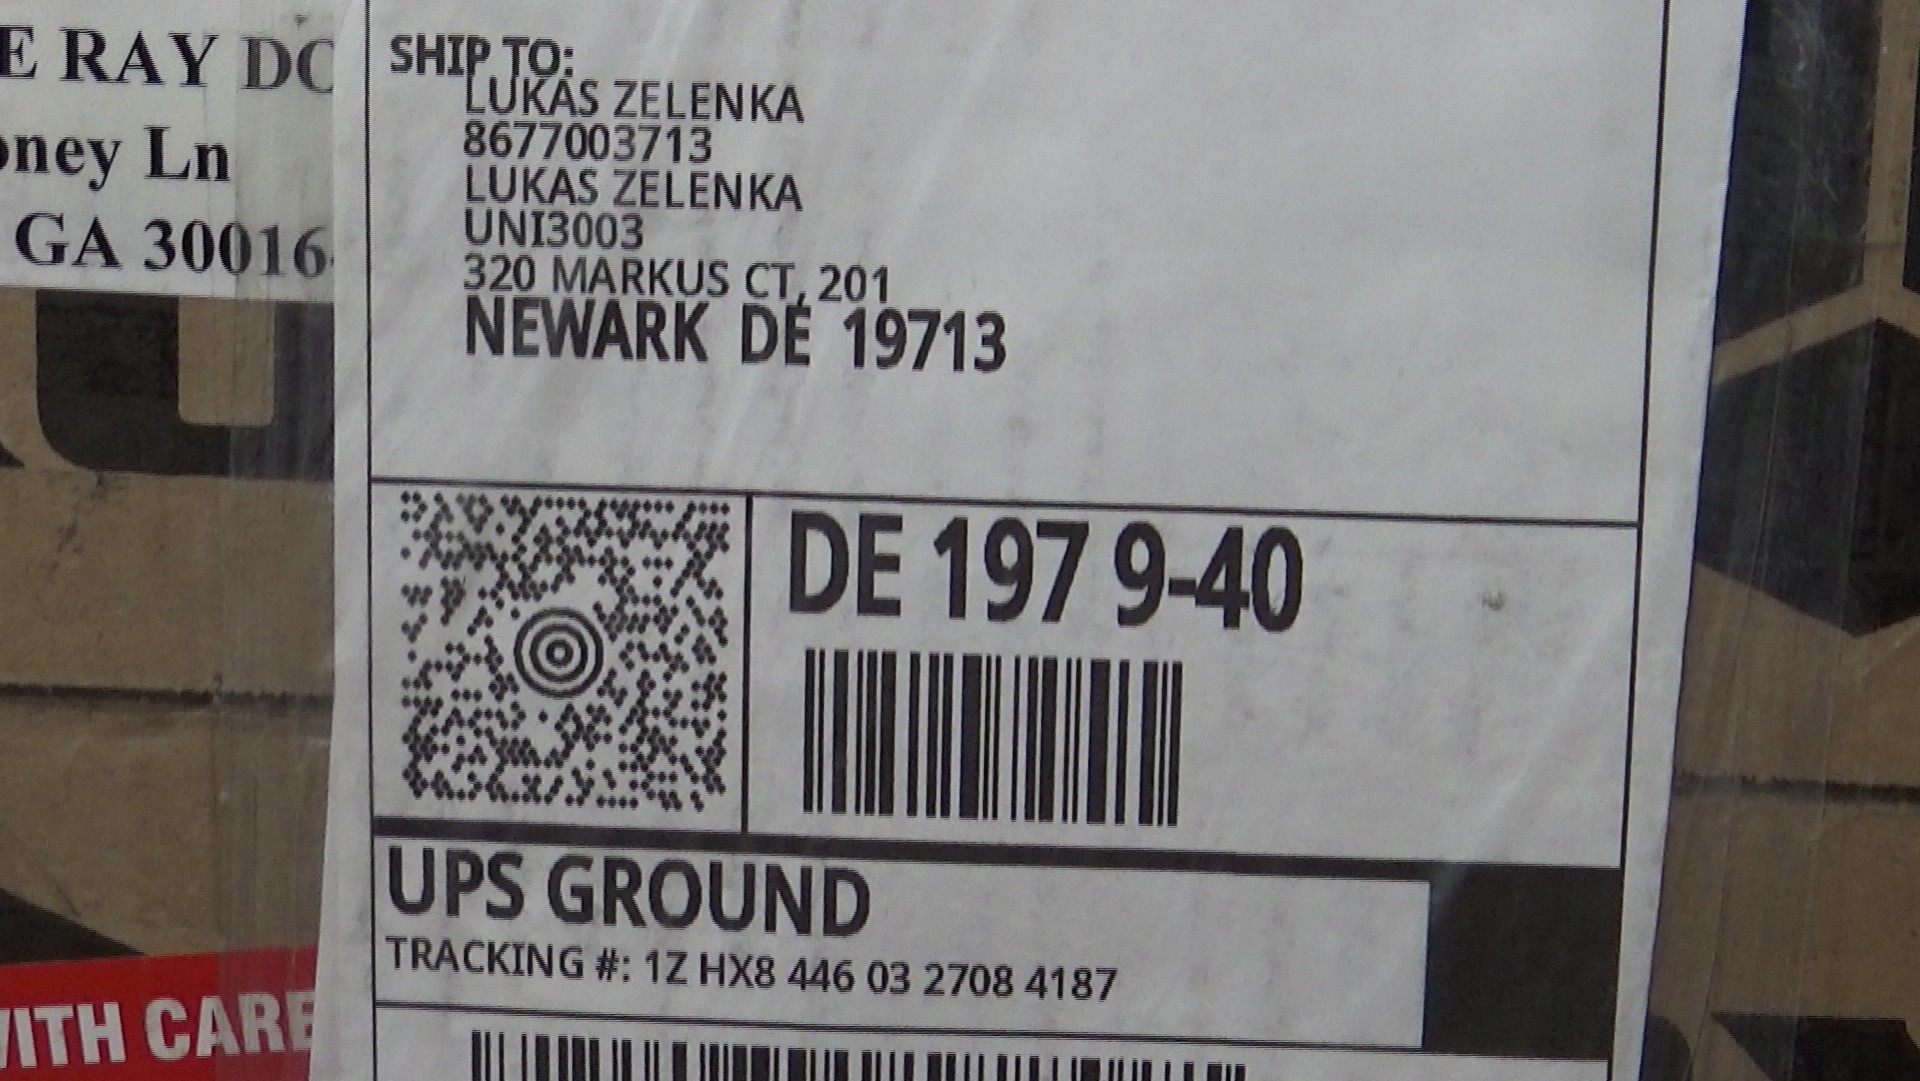 E RAY DO
oney Ln
GA 30016-
SHIP TO:
LUKAS ZELENKA
8677003713
LUKAS ZELENKA
UNI3003
320 MARKUS CT, 201
NEWARK DE 19713
DE 197 9-40
UPS GROUND
TRACKING #: 1Z HX8 446 03 2708 4187
WITH CARE